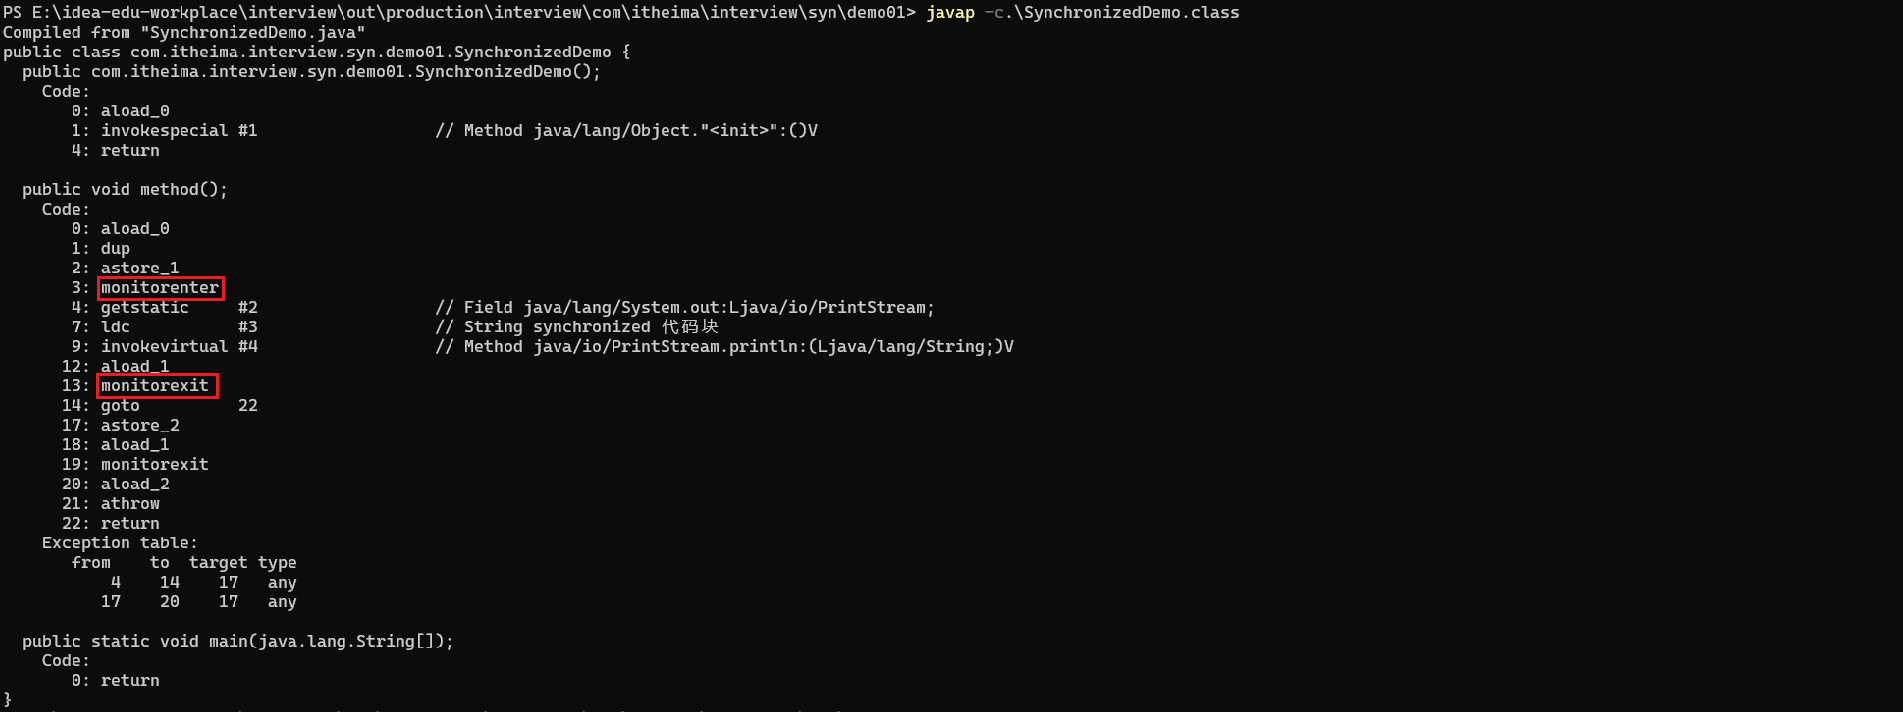 PS E:\idea-edu-workplace\interview\out\production\interview\com\itheima\interview\syn\demo01> javap -c.\SynchronizedDemo.class
Compiled from "SynchronizedDemo.java"
public class com.itheima.interview.syn.demo01.SynchronizedDemo {
  public com.itheima.interview.syn.demo01.SynchronizedDemo();
    Code:
       0: aload_0
       1: invokespecial #1                  // Method java/lang/Object."<init>":()V
       4: return

  public void method();
    Code:
       0: aload_0
       1: dup
       2: astore_1
       3: monitorenter
       4: getstatic     #2                  // Field java/lang/System.out:Ljava/io/PrintStream;
       7: ldc           #3                  // String synchronized 代码块
       9: invokevirtual #4                  // Method java/io/PrintStream.println:(Ljava/lang/String;)V
      12: aload_1
      13: monitorexit
      14: goto          22
      17: astore_2
      18: aload_1
      19: monitorexit
      20: aload_2
      21: athrow
      22: return
    Exception table:
       from    to  target type
           4    14    17   any
          17    20    17   any

  public static void main(java.lang.String[]);
    Code:
       0: return
}